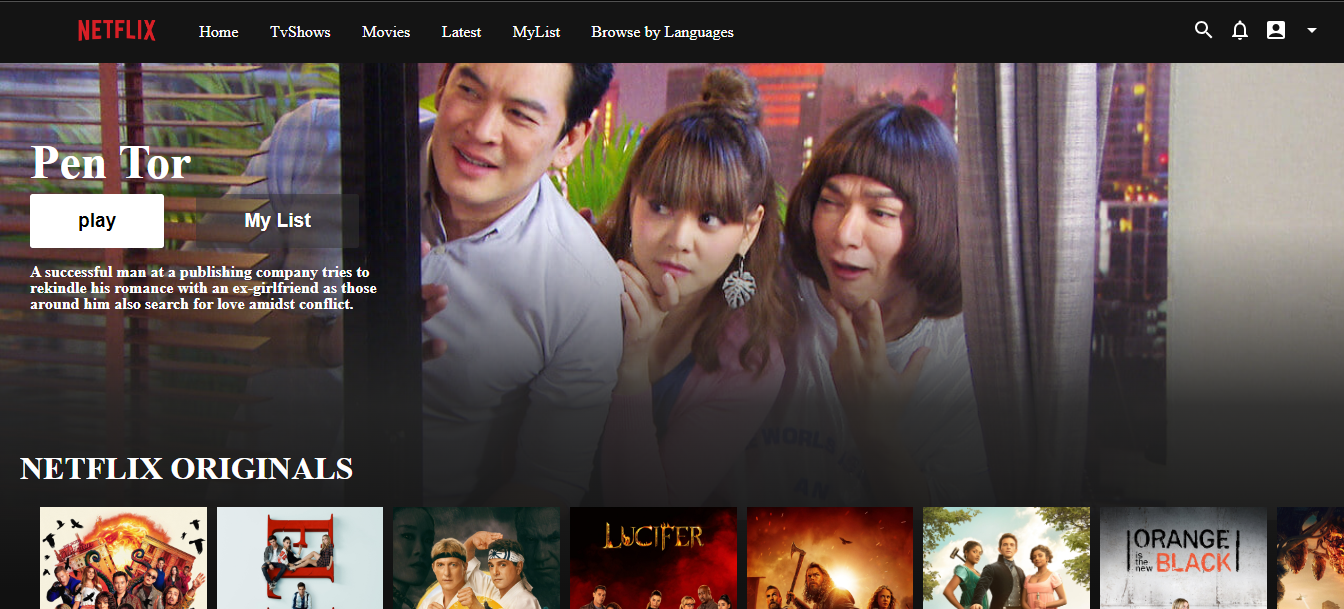 NETFLIX Home TvShows Movies Latest MyList Browse by Languages
Pen Tor
play My List
A successful man at a publishing company tries to
rekindle his romance with an ex-girlfriend as those
around him also search for love amidst conflict.
WORLD
AN
NETFLIX ORIGINALS
LUCIFER
ORANGE
is the new BLACK